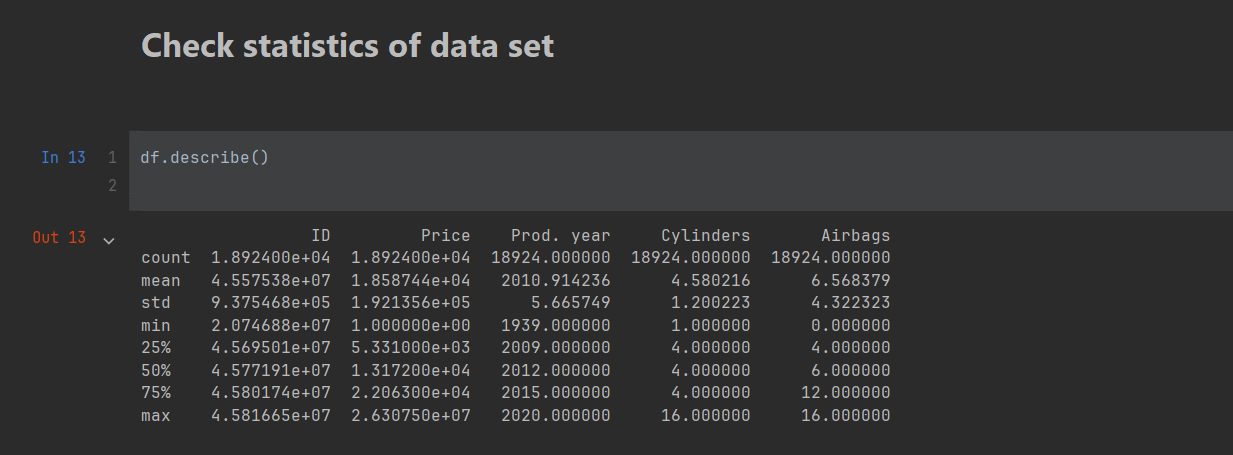 Check statistics of data set
In 13 1 df.describe()
2
Out 13 ID Price Prod. year Cylinders Airbags
count 1.892400e+04 1.892400e+04 18924.000000 18924.000000 18924.000000
mean 4.557538e+07 1.858744e+04 2010.914236 4.580216 6.568379
std 9.375468e+05 1.921356e+05 5.665749 1.200223 4.322323
min 2.074688e+07 1.000000e+00 1939.000000 1.000000 0.000000
25% 4.569501e+07 5.331000e+03 2009.000000 4.000000 4.000000
50% 4.577191e+07 1.317200e+04 2012.000000 4.000000 6.000000
75% 4.580174e+07 2.206300e+04 2015.000000 4.000000 12.000000
max 4.581665e+07 2.630750e+07 2020.000000 16.000000 16.000000